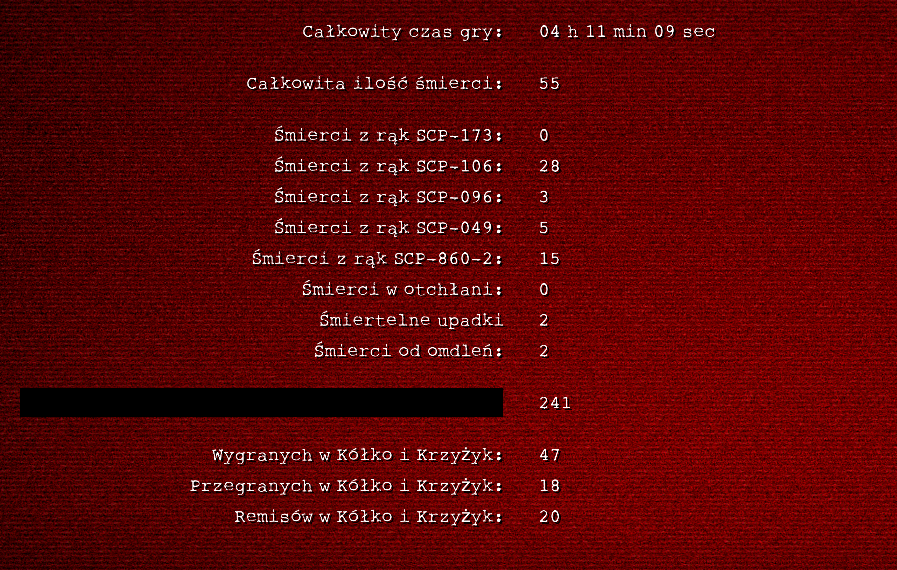 Całkowity czas gry: 04 h 11 min 09 sec
Całkowita ilość śmierci: 55
Śmierci z rąk SCP-173: 0
Śmierci z rąk SCP-106: 28
Śmierci z rąk SCP-096: 3
Śmierci z rąk SCP-049: 5
Śmierci z rąk SCP-860-2: 15
Śmierci w otchłani: 0
Śmiertelne upadki 2
Śmierci od omdleń: 2
241
Wygranych w Kółko i Krzyżyk: 47
Przegranych w Kółko i Krzyżyk: 18
Remisów w Kółko i Krzyżyk: 20